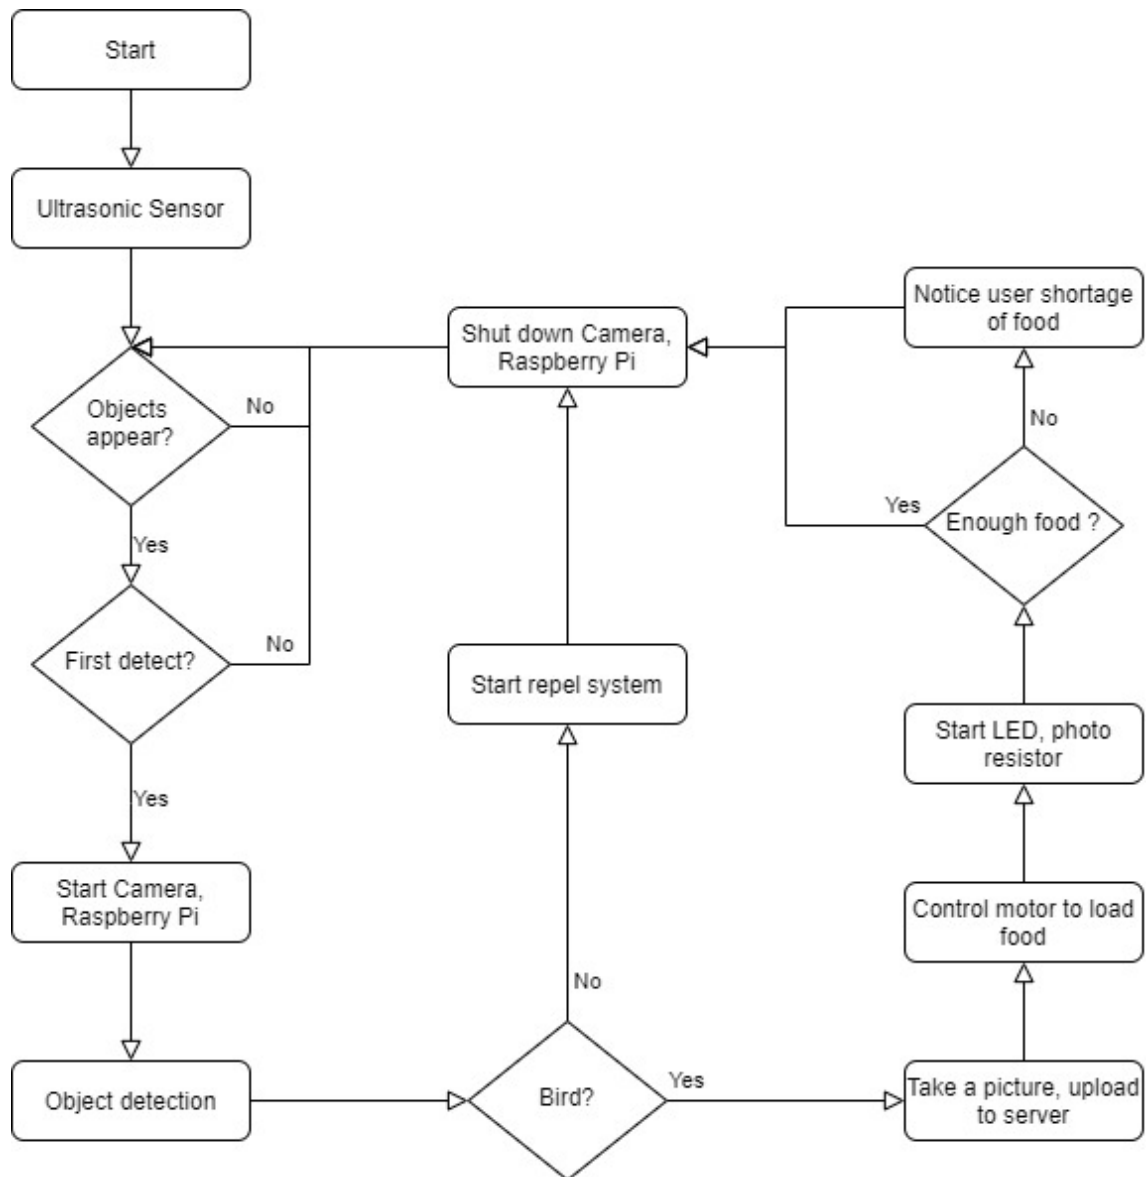 Start
Ultrasonic Sensor
Objects
appear?
No
Yes
First detect?
No
Yes
Start Camera,
Raspberry Pi
Object detection
Bird?
No
Start repel system
Shut down Camera,
Raspberry Pi
Yes
Take a picture, upload
to server
Control motor to load
food
Start LED, photo
resistor
Enough food ?
Yes
No
Notice user shortage
of food